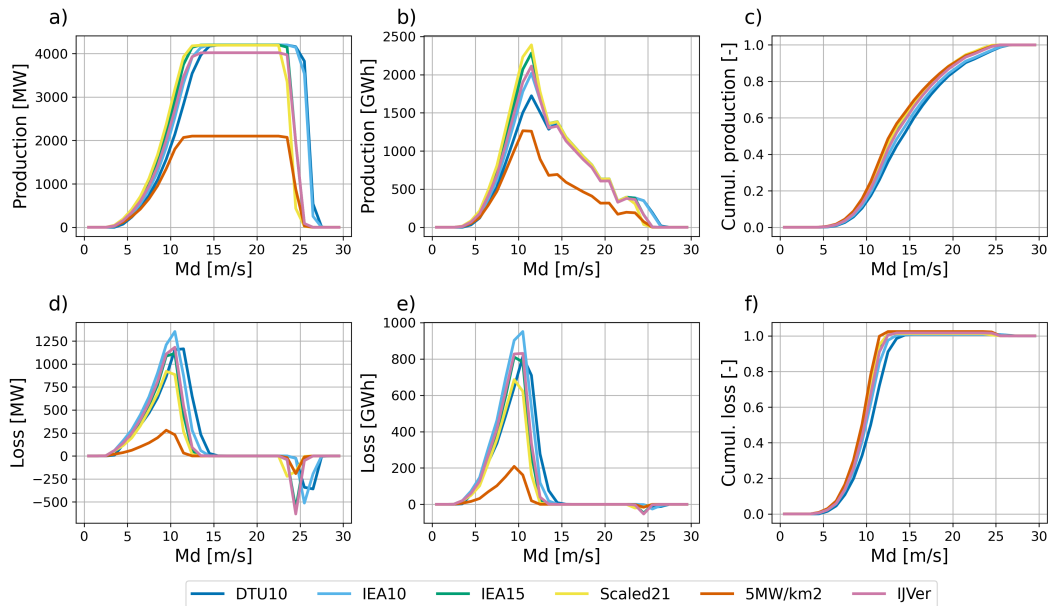 a)
Production [MW]
4000
3000
2000
1000
0
0 5 10 15 20 25 30
Md [m/s]
b)
Production [GWh]
2500
2000
1500
1000
500
0
0 5 10 15 20 25 30
Md [m/s]
c)
Cumul. production [-]
1.0
0.8
0.6
0.4
0.2
0.0
0 5 10 15 20 25 30
Md [m/s]
d)
Loss [MW]
1250
1000
750
500
250
0
−250
−500
0 5 10 15 20 25 30
Md [m/s]
e)
Loss [GWh]
1000
800
600
400
200
0
0 5 10 15 20 25 30
Md [m/s]
f)
Cumul. loss [-]
1.0
0.8
0.6
0.4
0.2
0.0
0 5 10 15 20 25 30
Md [m/s]
DTU10 IEA10 IEA15 Scaled21 5MW/km2 IJVer